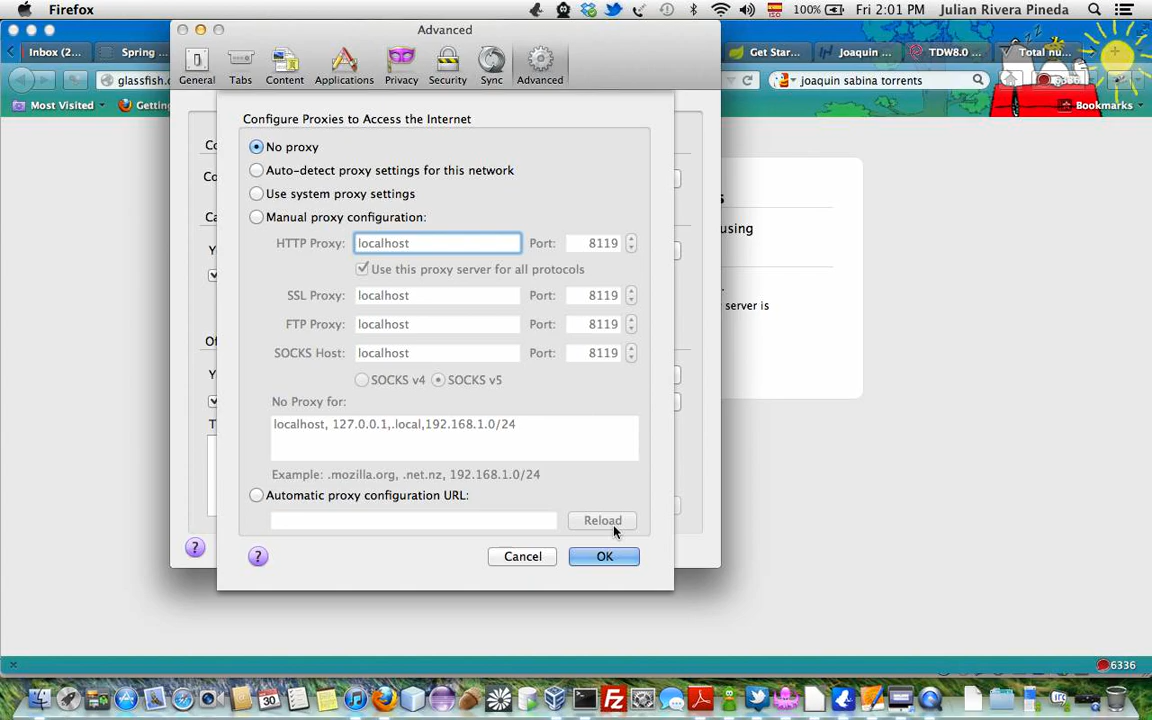 Firefox
100%
Fri 2:01 PM
Julian Rivera Pineda
Advanced
Inbox (2...
Spring ...
Get Star...
Joaquin ...
TDW8.0 ...
Total nu...
General
Tabs
Content
Applications
Privacy
Security
Sync
Advanced
glassfish.
joaquin sabina torrents
6336
Most Visited
Getting
Bookmarks
Configure Proxies to Access the Internet
No proxy
Auto-detect proxy settings for this network
Use system proxy settings
Manual proxy configuration:
HTTP Proxy: localhost Port: 8119
Use this proxy server for all protocols
SSL Proxy: localhost Port: 8119
FTP Proxy: localhost Port: 8119
SOCKS Host: localhost Port: 8119
SOCKS v4 SOCKS v5
No Proxy for:
localhost, 127.0.0.1,.local,192.168.1.0/24
Example: .mozilla.org, .net.nz, 192.168.1.0/24
Automatic proxy configuration URL:
Reload
? Cancel OK
?
using
server is
6336
30